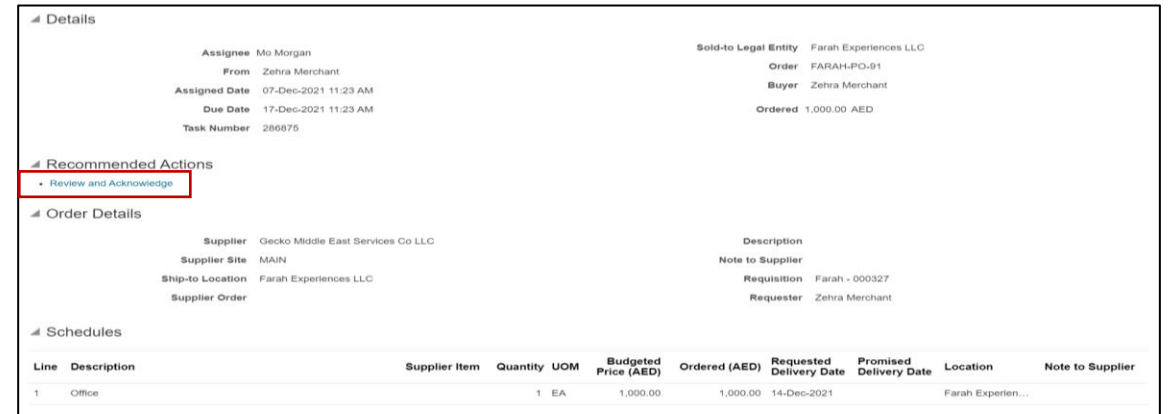 Details
Assignee Mo Morgan
From Zehra Merchant
Assigned Date 07-Dec-2021 11:23 AM
Due Date 17-Dec-2021 11:23 AM
Task Number 286875
Sold-to Legal Entity Farah Experiences LLC
Order FARAH-PO-91
Buyer Zehra Merchant
Ordered 1,000.00 AED
Recommended Actions
• Review and Acknowledge
Order Details
Supplier Gecko Middle East Services Co LLC
Supplier Site MAIN
Ship-to Location Farah Experiences LLC
Supplier Order
Description
Note to Supplier
Requisition Farah - 000327
Requester Zehra Merchant
Schedules
Line Description Supplier Item Quantity UOM Budgeted Price (AED) Ordered (AED) Requested Delivery Date Promised Delivery Date Location Note to Supplier
1 Office 1 EA 1,000.00 1,000.00 14-Dec-2021 Farah Experien...